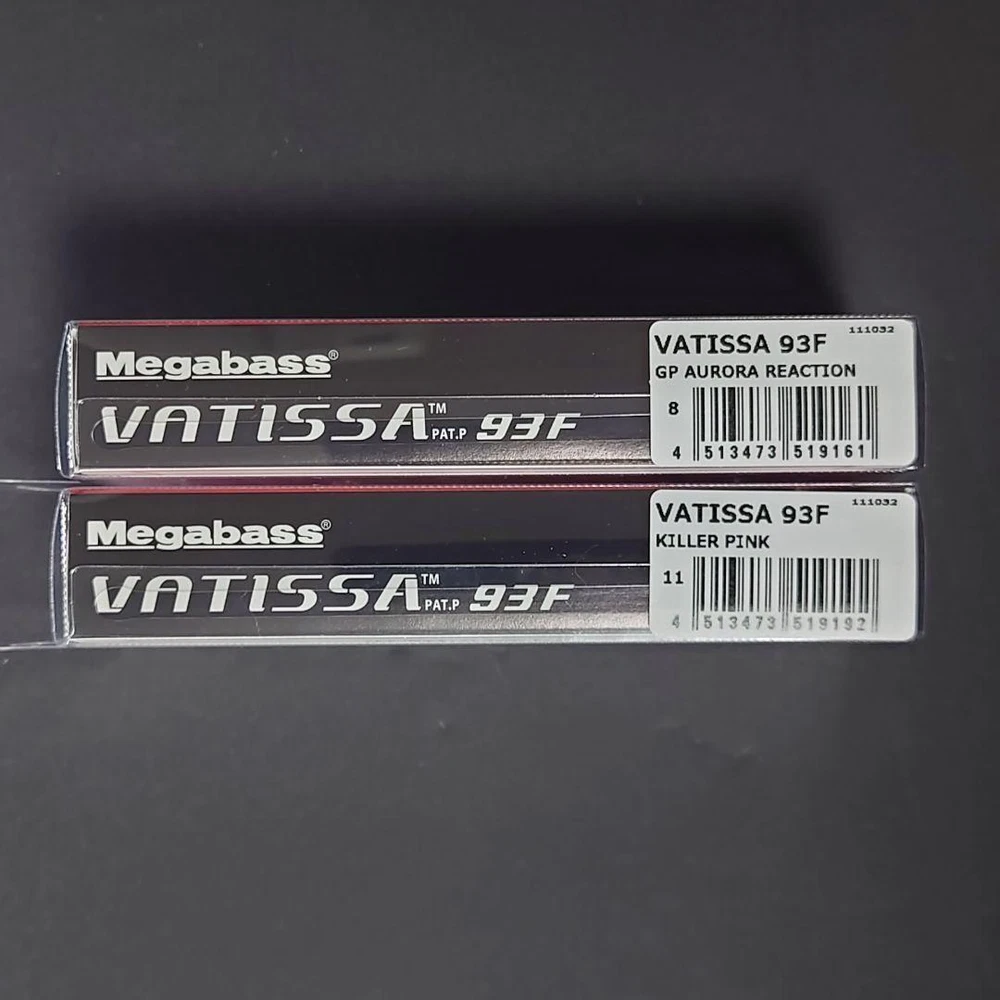 Megabass®
VATISSA™ PAT.P 93F
111032
VATISSA 93F
GP AURORA REACTION
8
4 513473 519161
Megabass®
VATISSA™ PAT.P 93F
111032
VATISSA 93F
KILLER PINK
11
4 513473 519192